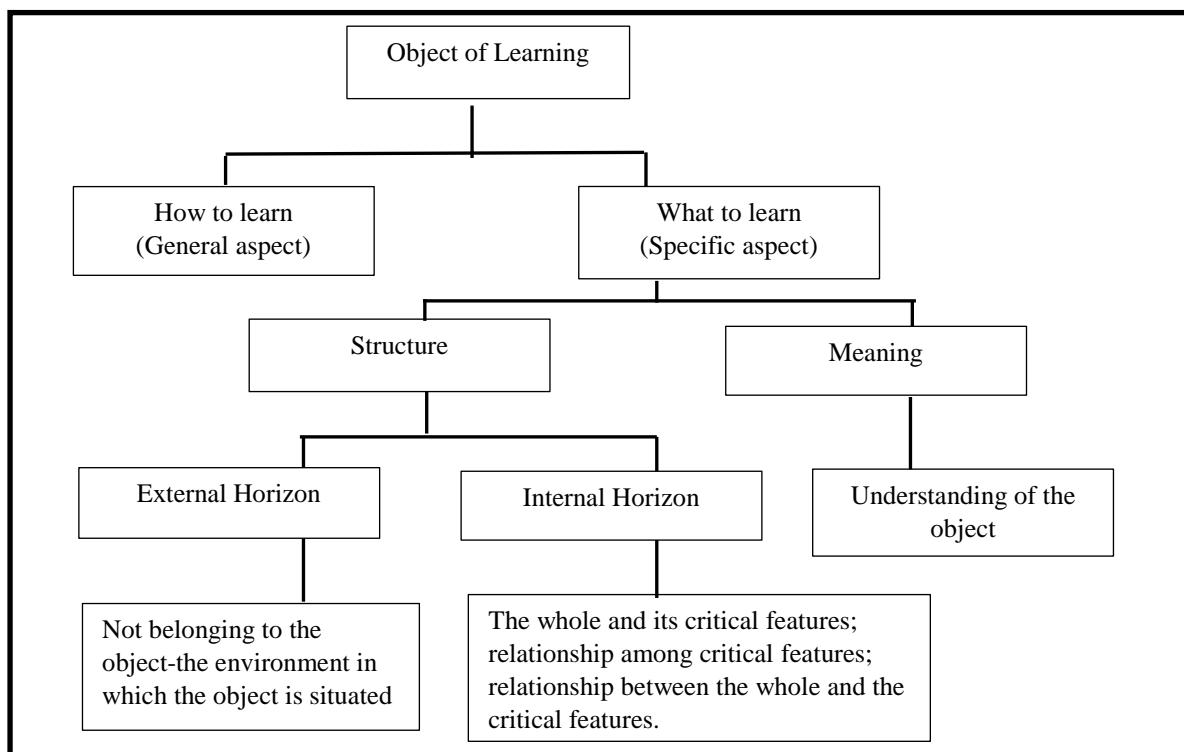 Object of Learning
How to learn
(General aspect)
What to learn
(Specific aspect)
Structure
Meaning
External Horizon
Internal Horizon
Understanding of the
object
Not belonging to the
object-the environment in
which the object is situated
The whole and its critical features;
relationship among critical features;
relationship between the whole and the
critical features.